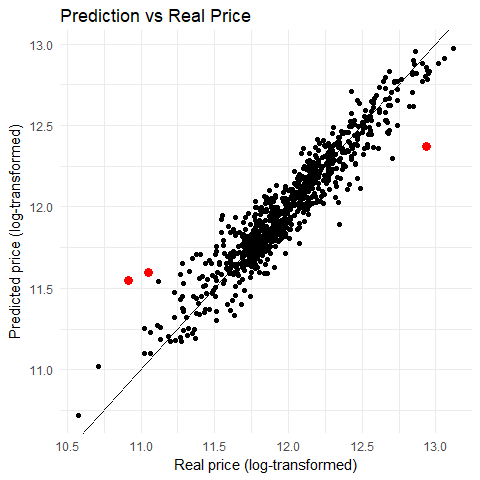 Prediction vs Real Price
Predicted price (log-transformed)
13.0
12.5
12.0
11.5
11.0
10.5 11.0 11.5 12.0 12.5 13.0
Real price (log-transformed)